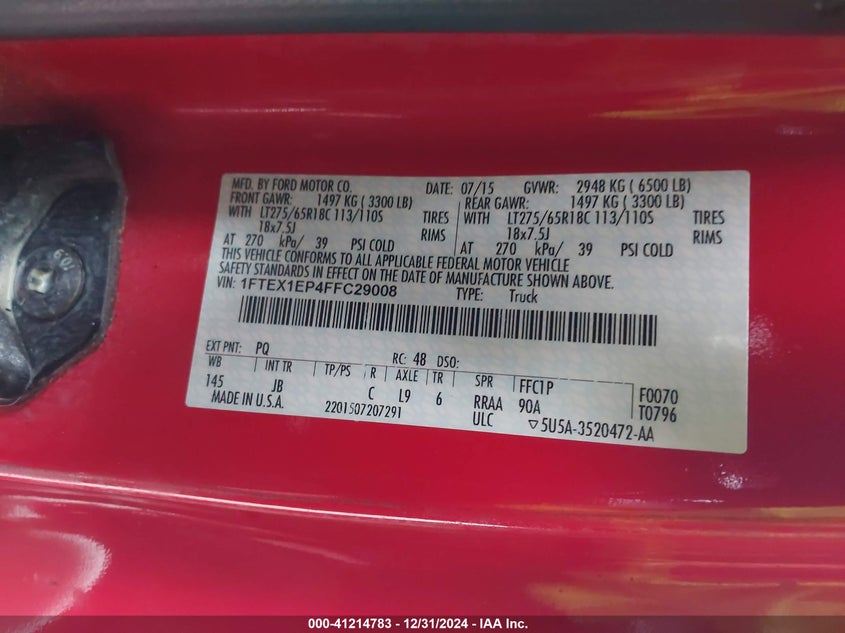 MFD. BY FORD MOTOR CO. DATE: 07/15 GVWR: 2948 KG ( 6500 LB)
FRONT GAWR: REAR GAWR:
1497 KG ( 3300 LB) 1497 KG ( 3300 LB)
WITH LT275/65R18C 113/110S TIRES WITH LT275/65R18C 113/110S TIRES
18x7.5J RIMS 18x7.5J RIMS
AT 270 kPa/ 39 PSI COLD AT 270 kPa/ 39 PSI COLD
THIS VEHICLE CONFORMS TO ALL APPLICABLE FEDERAL MOTOR VEHICLE
SAFETY STANDARDS IN EFFECT ON THE DATE OF MANUFACTURE SHOWN ABOVE.
VIN: 1FTEX1EP4FFC29008 TYPE: Truck
EXT PNT: PQ RC: 48 DSO:
WB INT TR TP/PS R AXLE TR SPR FFC1P F0070
145 JB C L9 6 RRAA 90A T0796
MADE IN U.S.A. 2201507207291 ULC ▽5U5A-3520472-AA
000-41214783 - 12/31/2024 - IAA Inc.